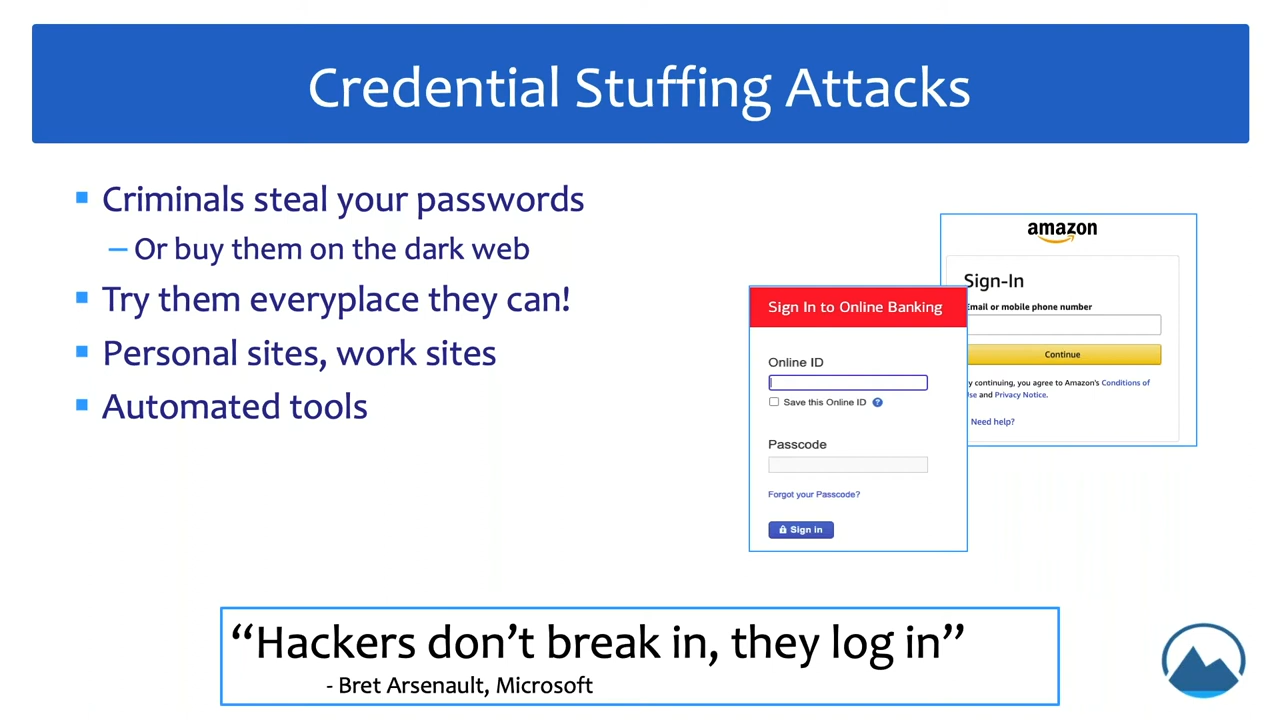 Credential Stuffing Attacks
Criminals steal your passwords
– Or buy them on the dark web
Try them everyplace they can!
Personal sites, work sites
Automated tools
amazon
Sign-In
Email or mobile phone number
Continue
y continuing, you agree to Amazon's Conditions of
Use and Privacy Notice.
Need help?
Sign In to Online Banking
Online ID
Save this Online ID ?
Passcode
Forgot your Passcode?
Sign in
“Hackers don’t break in, they log in”
- Bret Arsenault, Microsoft